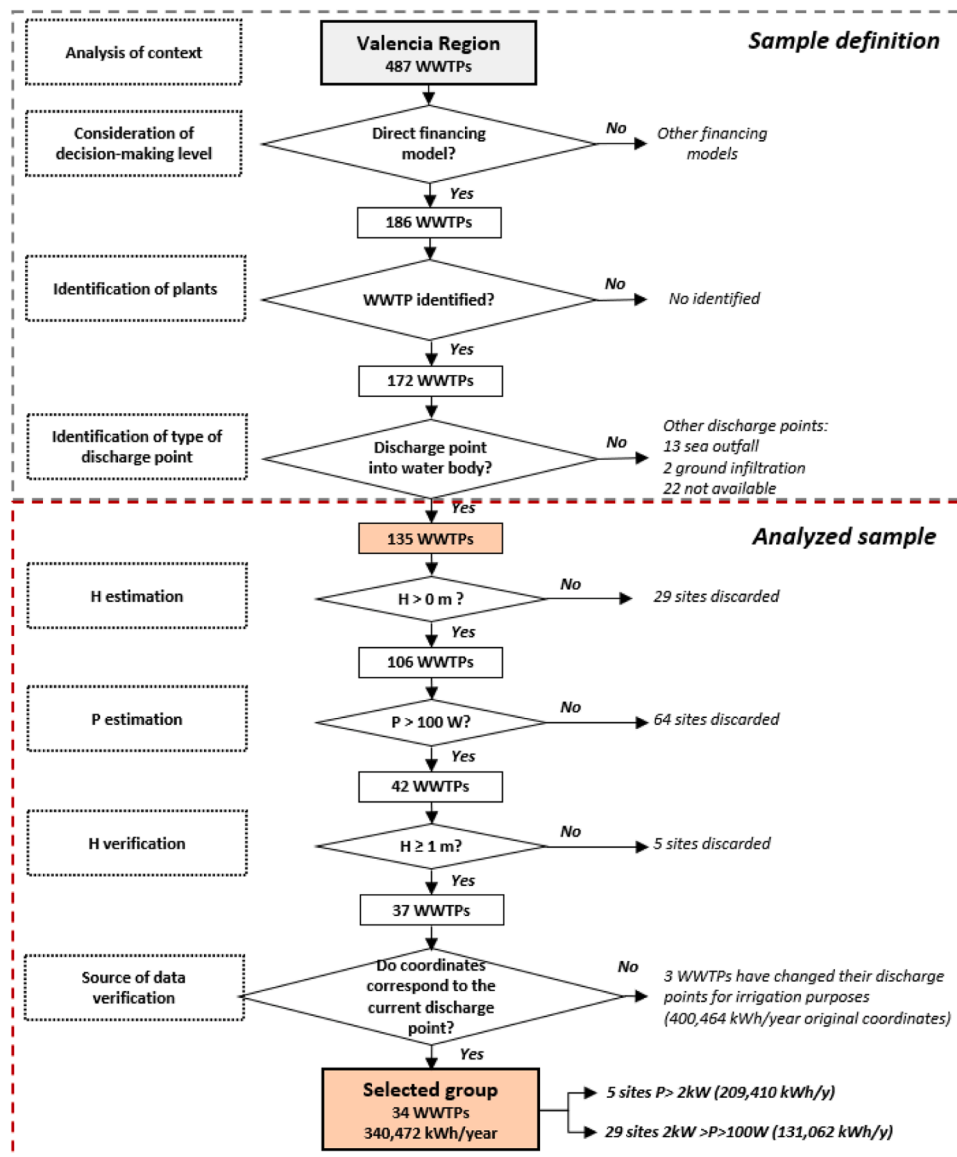 Sample definition
Analysis of context
Valencia Region
487 WWTPs
Consideration of
decision-making level
Direct financing
model?
No
Other financing
models
Yes
186 WWTPs
Identification of plants
WWTP identified?
No
No identified
Yes
172 WWTPs
Identification of type of
discharge point
Discharge point
into water body?
No
Other discharge points:
13 sea outfall
2 ground infiltration
22 not available
Yes
Analyzed sample
135 WWTPs
H estimation
H > 0 m ?
No
29 sites discarded
Yes
106 WWTPs
P estimation
P > 100 W?
No
64 sites discarded
Yes
42 WWTPs
H verification
H ≥ 1 m?
No
5 sites discarded
Yes
37 WWTPs
Source of data
verification
Do coordinates
correspond to the
current discharge
point?
No
3 WWTPs have changed their discharge
points for irrigation purposes
(400,464 kWh/year original coordinates)
Yes
Selected group
34 WWTPs
340,472 kWh/year
5 sites P> 2kW (209,410 kWh/y)
29 sites 2kW >P>100W (131,062 kWh/y)